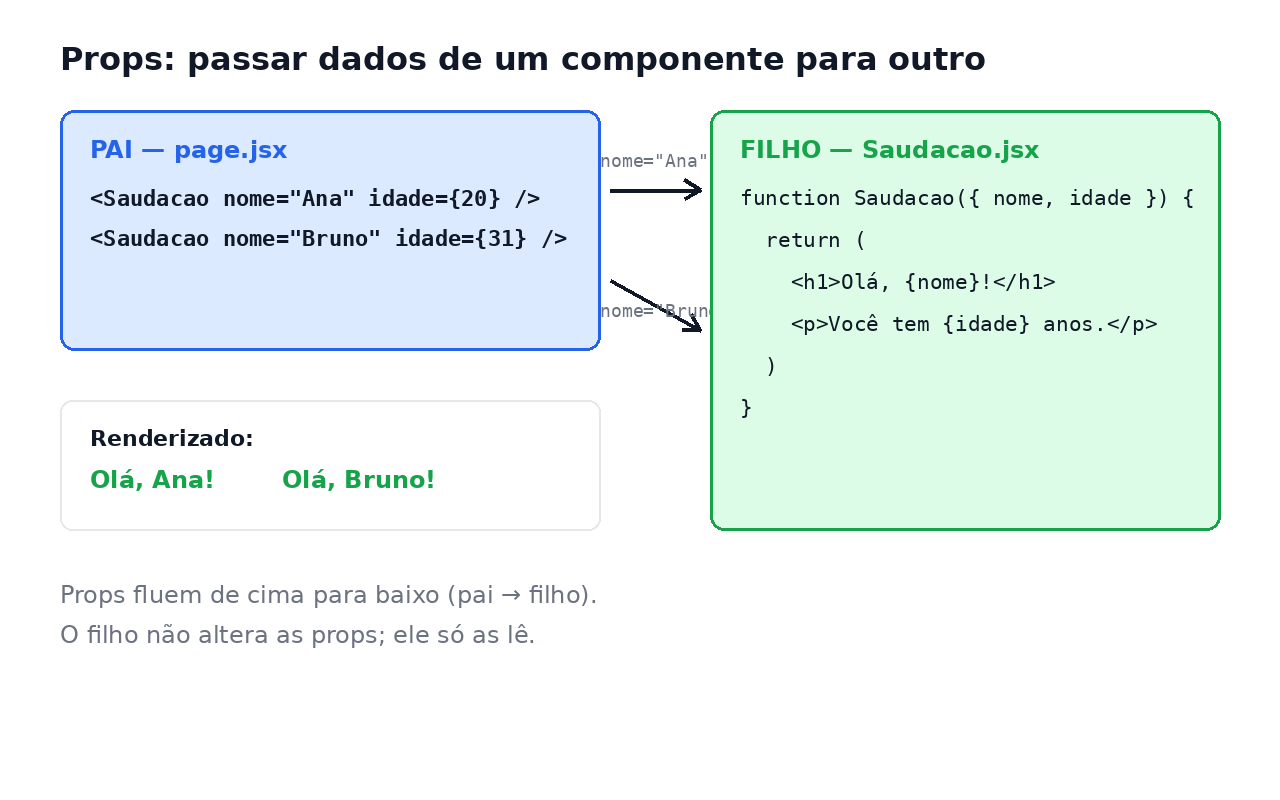 Props: passar dados de um componente para outro
PAI — page.jsx
<Saudacao nome="Ana" idade={20} />
<Saudacao nome="Bruno" idade={31} />
nome="Ana"
nome="Brun
FILHO — Saudacao.jsx
function Saudacao({ nome, idade }) {
  return (
    <h1>Olá, {nome}!</h1>
    <p>Você tem {idade} anos.</p>
  )
}
Renderizado:
Olá, Ana! Olá, Bruno!
Props fluem de cima para baixo (pai → filho).
O filho não altera as props; ele só as lê.